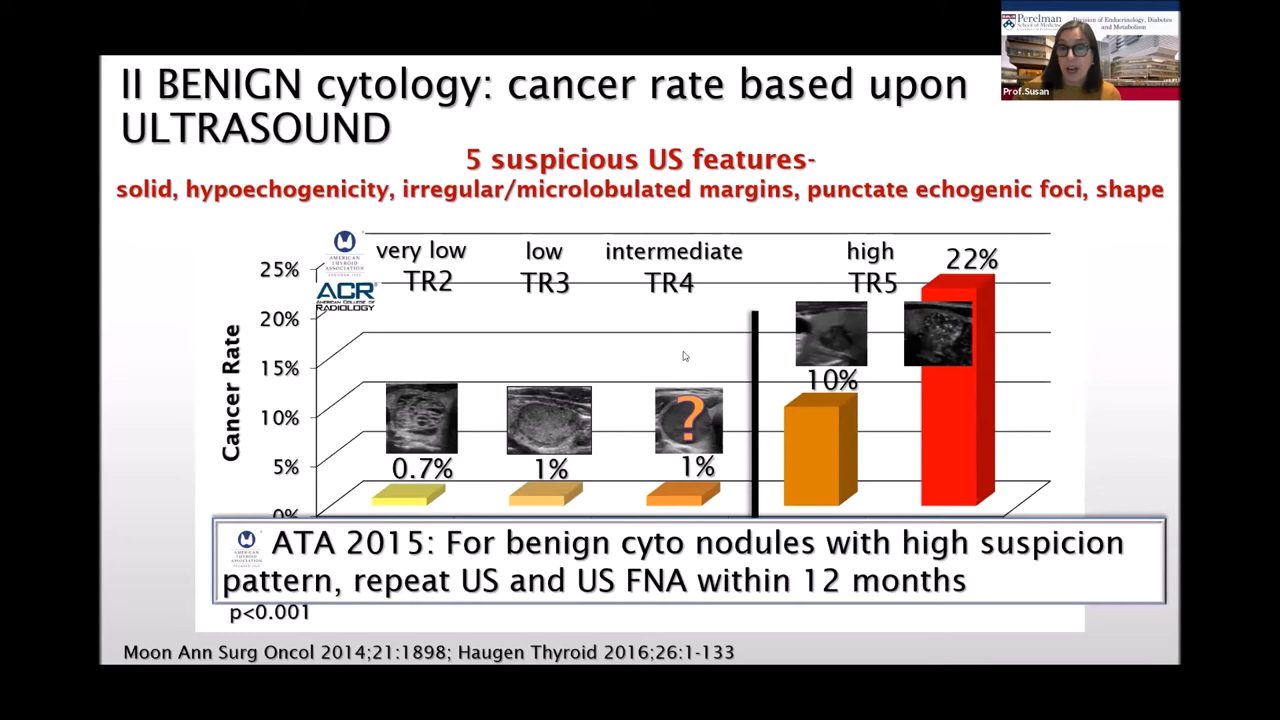 Perelman
School of Medicine
Division of Endocrinology, Diabetes
and Metabolism
Prof.Susan
II BENIGN cytology: cancer rate based upon
ULTRASOUND
5 suspicious US features-
solid, hypoechogenicity, irregular/microlobulated margins, punctate echogenic foci, shape
AMERICAN
THYROID
ASSOCIATION
ACR
AMERICAN COLLEGE OF
RADIOLOGY
very low low intermediate high
TR2 TR3 TR4 TR5
22%
25%
20%
15%
10%
5%
0%
Cancer Rate
10%
?
0.7% 1% 1%
AMERICAN
THYROID
ASSOCIATION
ATA 2015: For benign cyto nodules with high suspicion
pattern, repeat US and US FNA within 12 months
p<0.001
Moon Ann Surg Oncol 2014;21:1898; Haugen Thyroid 2016;26:1-133